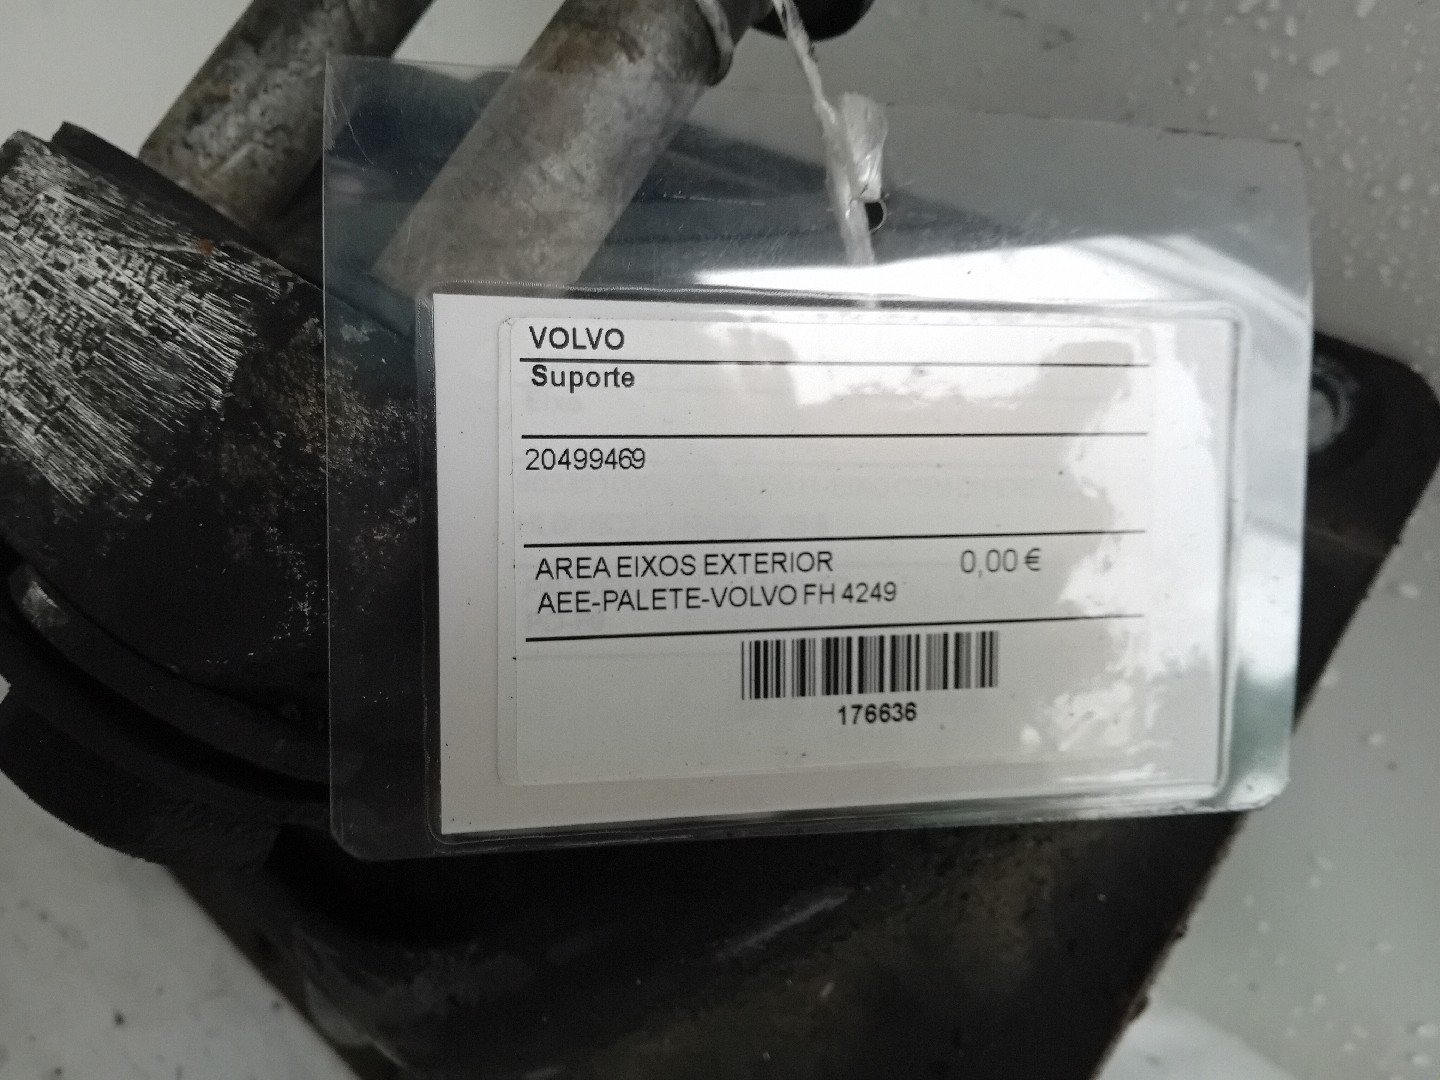 VOLVO
Suporte
20499469
AREA EIXOS EXTERIOR 0,00 €
AEE-PALETE-VOLVO FH 4249
176636